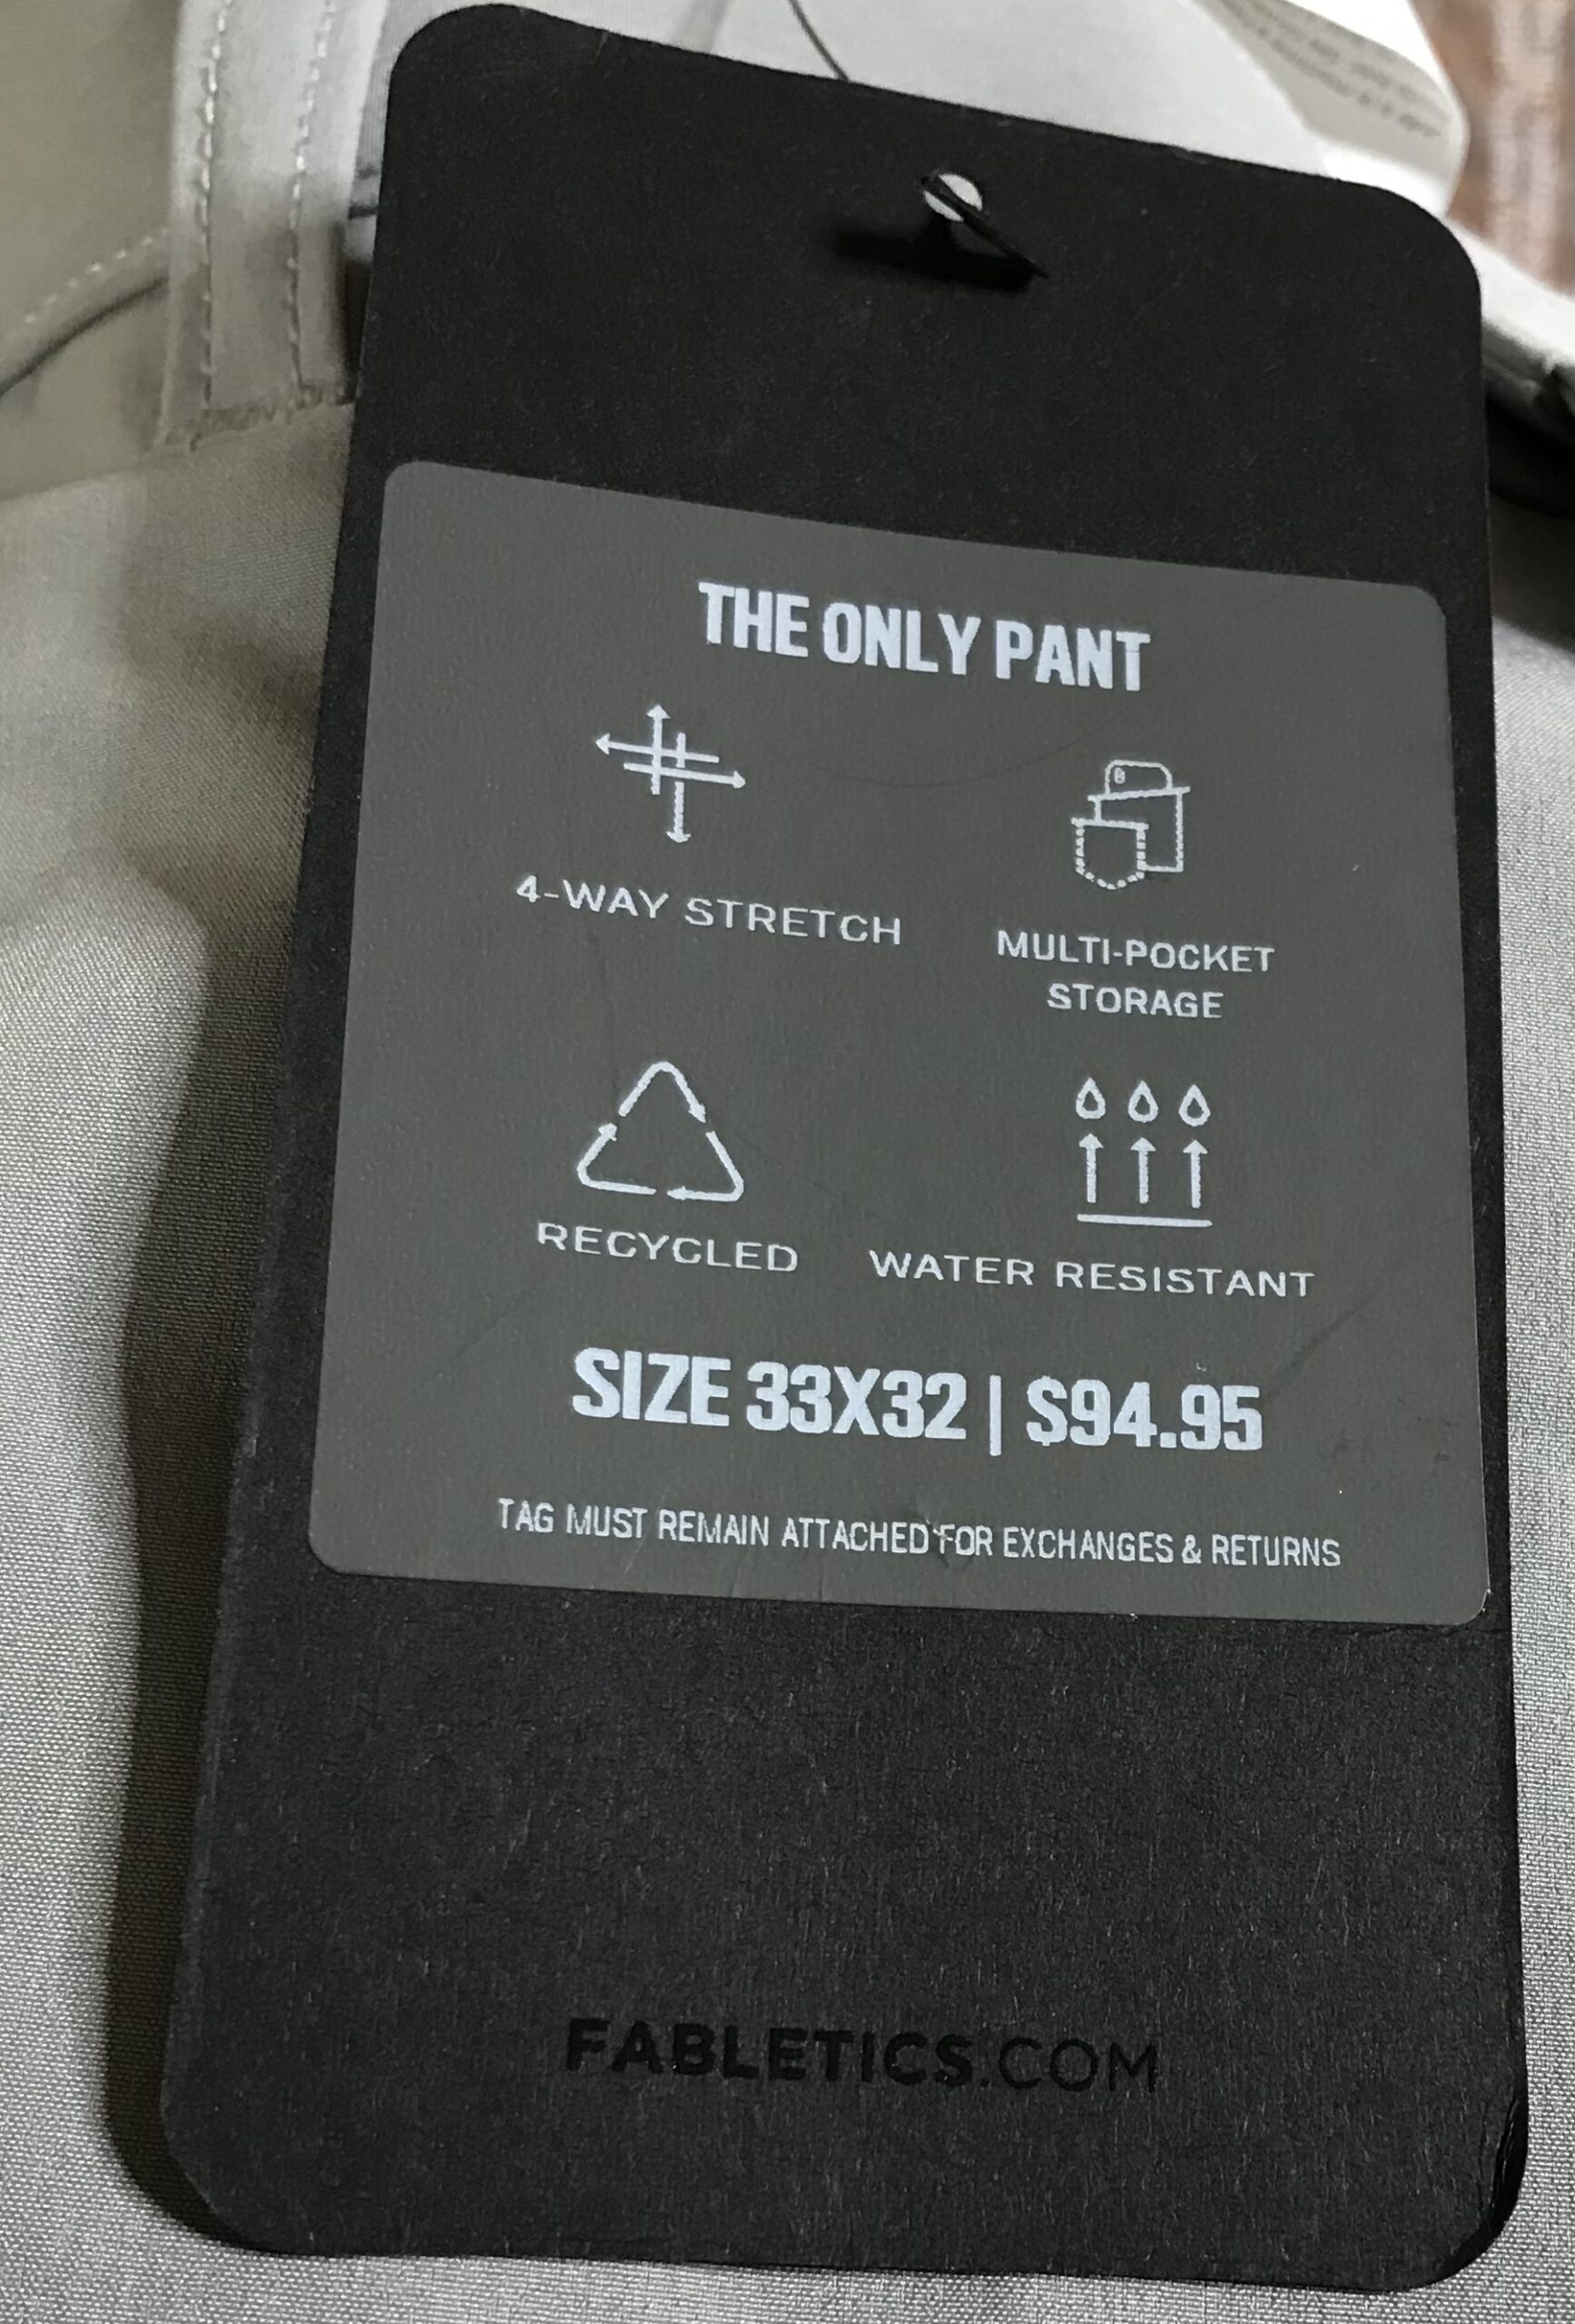 THE ONLY PANT
4-WAY STRETCH
MULTI-POCKET
STORAGE
RECYCLED
WATER RESISTANT
SIZE 33X32 | $94.95
TAG MUST REMAIN ATTACHED FOR EXCHANGES & RETURNS
FABLETICS.COM